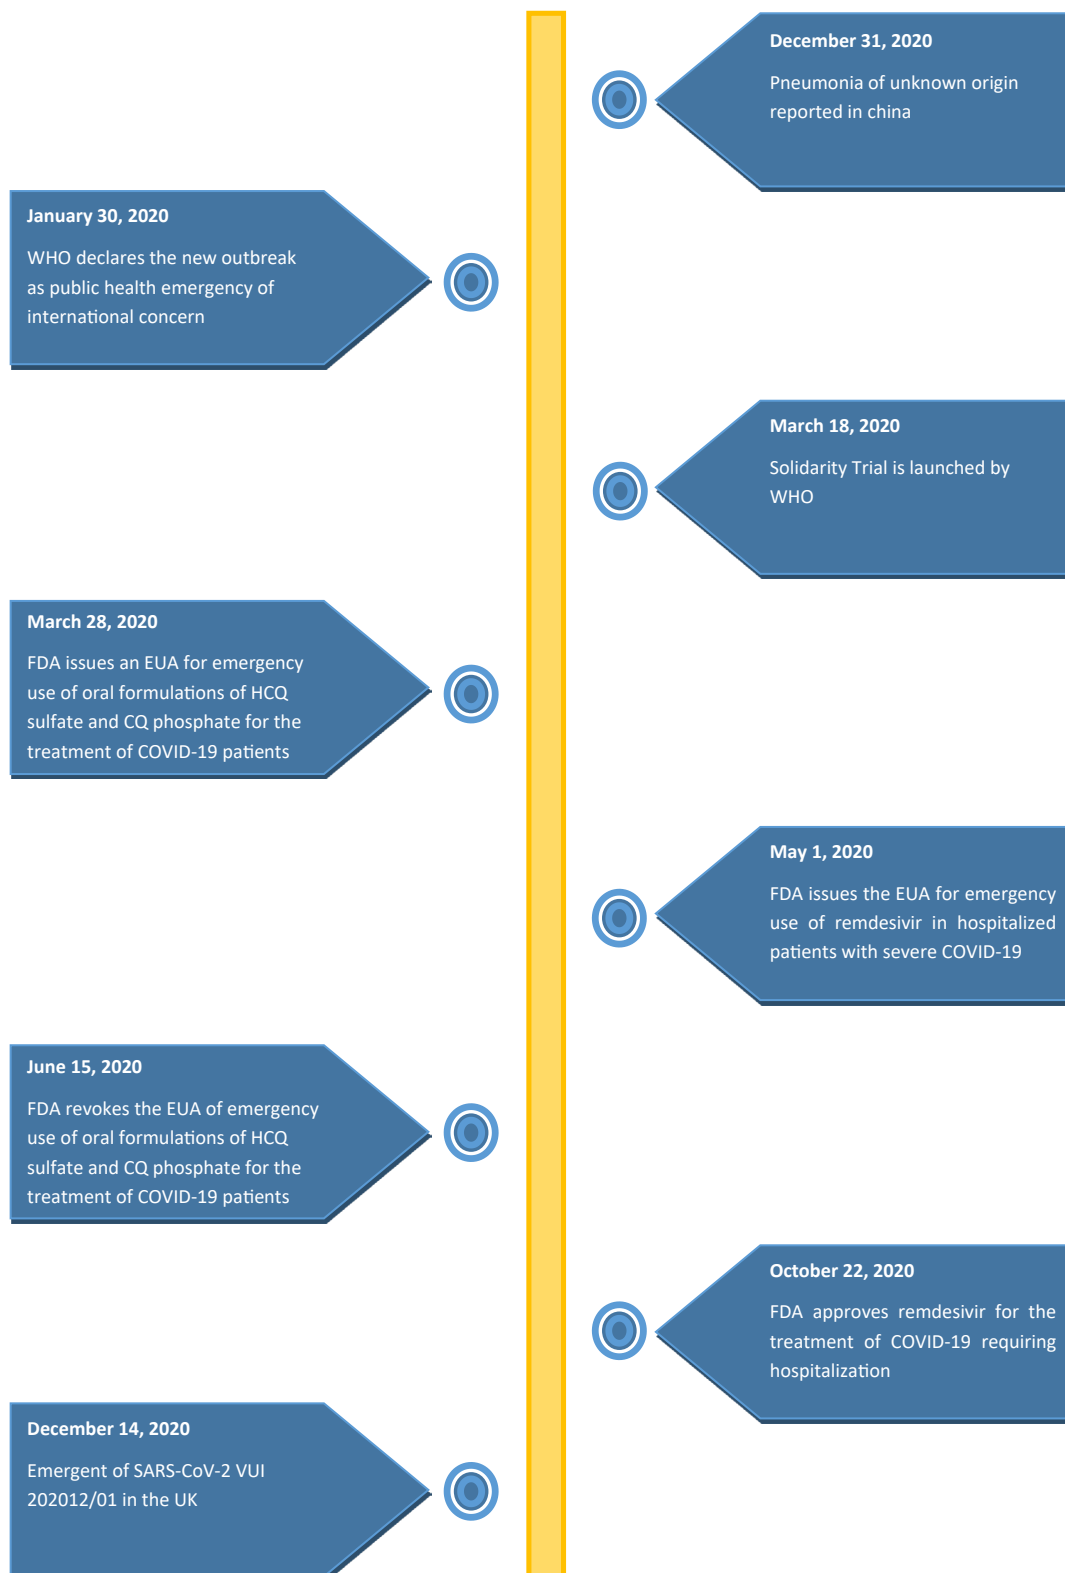 December 31, 2020
Pneumonia of unknown origin
reported in china
January 30, 2020
WHO declares the new outbreak
as public health emergency of
international concern
March 18, 2020
Solidarity Trial is launched by
WHO
March 28, 2020
FDA issues an EUA for emergency
use of oral formulations of HCQ
sulfate and CQ phosphate for the
treatment of COVID-19 patients
May 1, 2020
FDA issues the EUA for emergency
use of remdesivir in hospitalized
patients with severe COVID-19
June 15, 2020
FDA revokes the EUA of emergency
use of oral formulations of HCQ
sulfate and CQ phosphate for the
treatment of COVID-19 patients
October 22, 2020
FDA approves remdesivir for the
treatment of COVID-19 requiring
hospitalization
December 14, 2020
Emergent of SARS-CoV-2 VUI
202012/01 in the UK